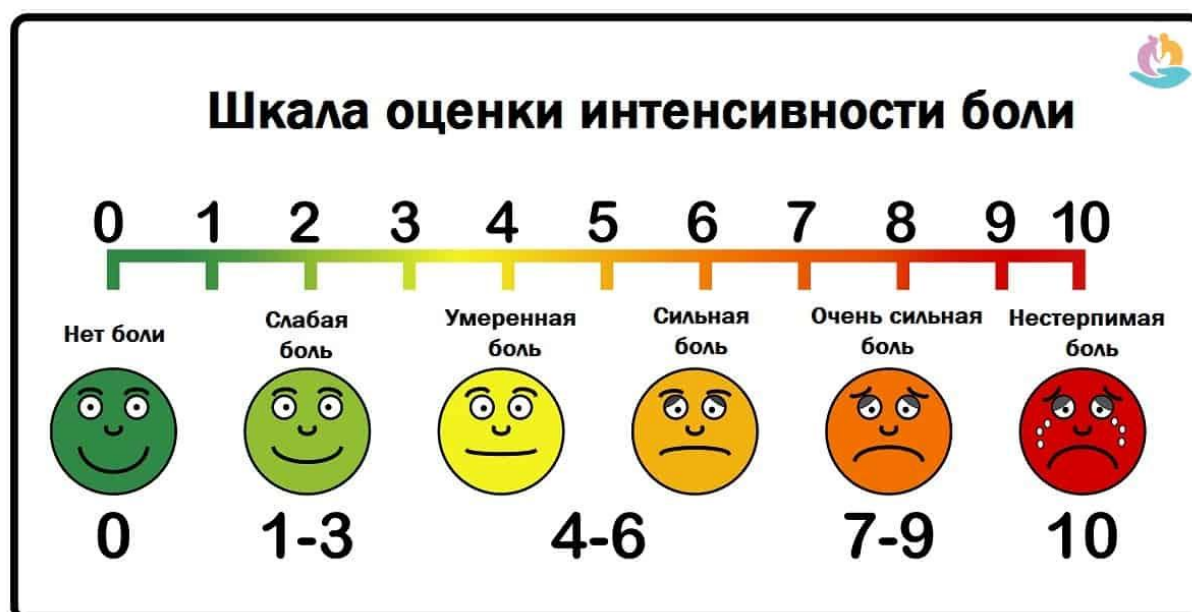 Шкала оценки интенсивности боли
0 1 2 3 4 5 6 7 8 9 10
Нет боли
Слабая
боль
Умеренная
боль
Сильная
боль
Очень сильная
боль
Нестерпимая
боль
0 1-3 4-6 7-9 10